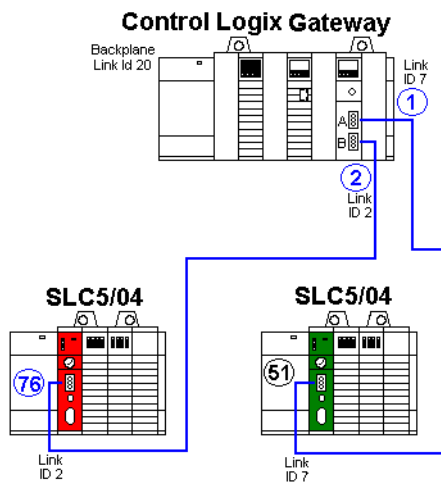 Control Logix Gateway
Backplane
Link Id 20
Link
ID 7
1
A
B
2
Link
ID 2
SLC5/04
SLC5/04
76
51
Link
ID 2
Link
ID 7